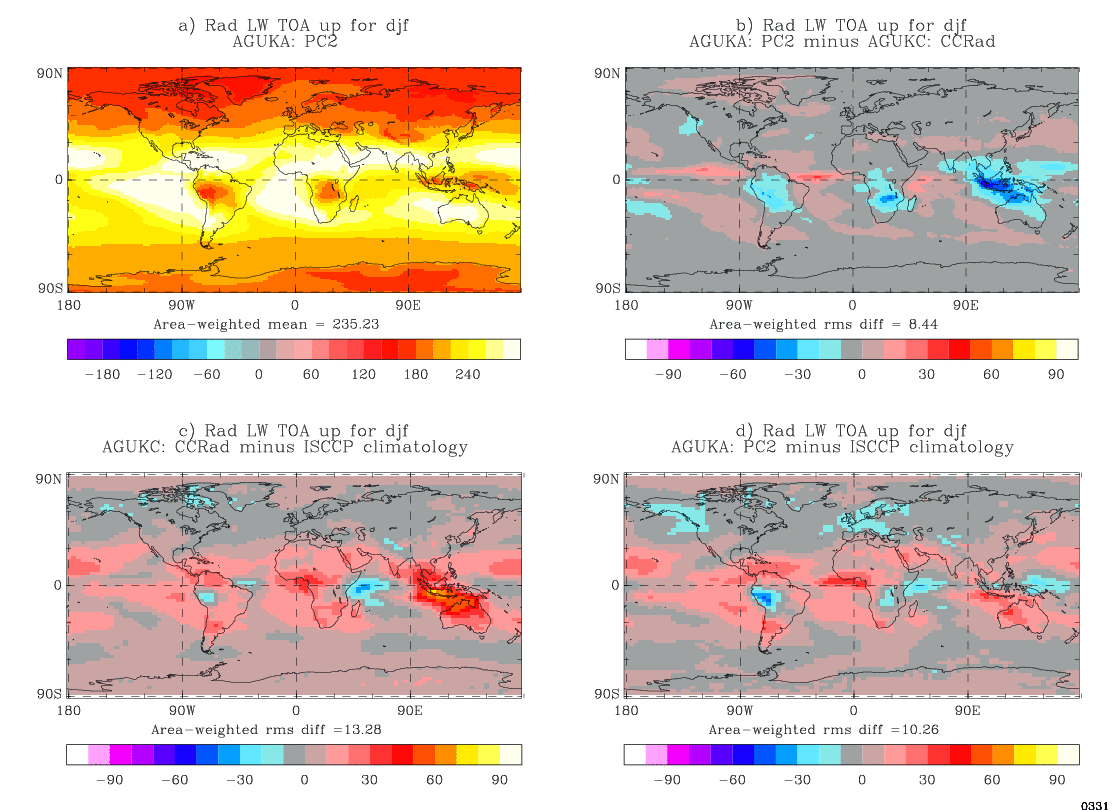 a) Rad LW TOA up for djf
AGUKA: PC2
90N
0
90S
180 90W 0 90E
Area-weighted mean = 235.23
-180 -120 -60 0 60 120 180 240
b) Rad LW TOA up for djf
AGUKA: PC2 minus AGUKC: CCRad
90N
0
90S
180 90W 0 90E
Area-weighted rms diff = 8.44
-90 -60 -30 0 30 60 90
c) Rad LW TOA up for djf
AGUKC: CCRad minus ISCCP climatology
90N
0
90S
180 90W 0 90E
Area-weighted rms diff =13.28
-90 -60 -30 0 30 60 90
d) Rad LW TOA up for djf
AGUKA: PC2 minus ISCCP climatology
90N
0
90S
180 90W 0 90E
Area-weighted rms diff =10.26
-90 -60 -30 0 30 60 90
0331